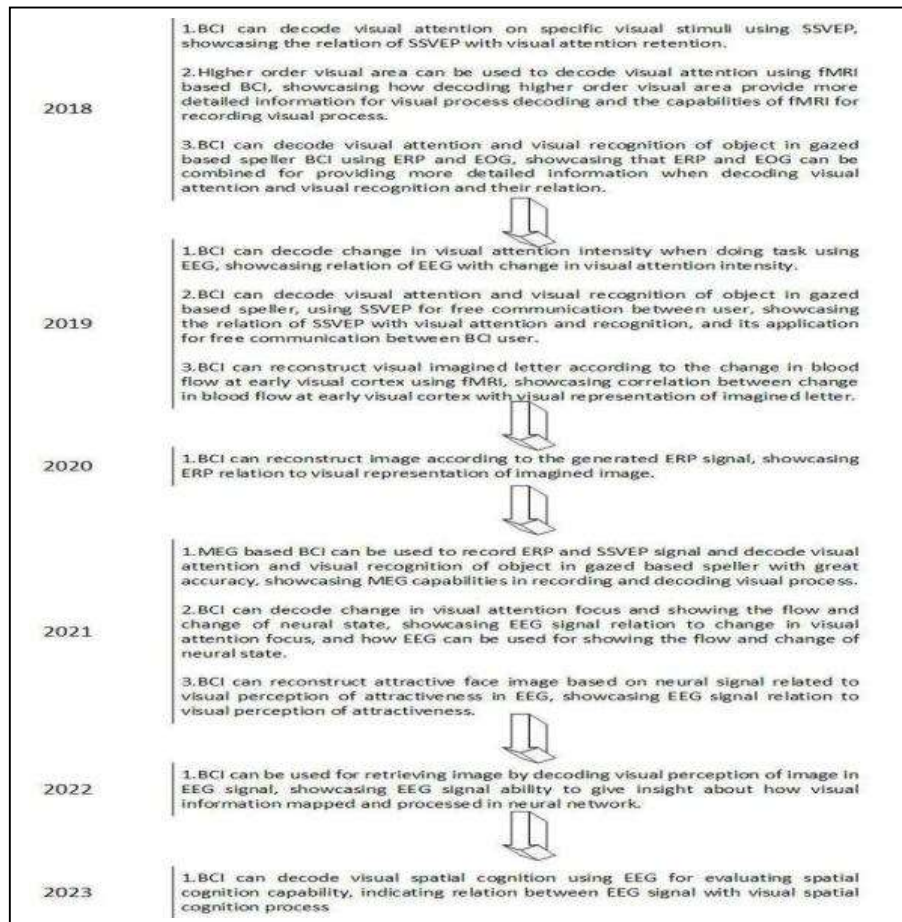 1.BCI can decode visual attention on specific visual stimuli using SSVEP,
showcasing the relation of SSVEP with visual attention retention.
2.Higher order visual area can be used to decode visual attention using fMRI
based BCI, showcasing how decoding higher order visual area provide more
2018
detailed information for visual process decoding and the capabilities of fMRI for
recording visual process.
3.BCI can decode visual attention and visual recognition of object in gazed
based speller BCI using ERP and EOG, showcasing that ERP and EOG can be
combined for providing more detailed information when decoding visual
attention and visual recognition and their relation.
1.BCI can decode change in visual attention intensity when doing task using
EEG, showcasing relation of EEG with change in visual attention intensity.
2.BCI can decode visual attention and visual recognition of object in gazed
2019
based speller, using SSVEP for free communication between user, showcasing
the relation of SSVEP with visual attention and recognition, and its application
for free communication between BCI user.
3.BCI can reconstruct visual imagined letter according to the change in blood
flow at early visual cortex using fMRI, showcasing correlation between change
in blood flow at early visual cortex with visual representation of imagined letter.
2020
1.BCI can reconstruct image according to the generated ERP signal, showcasing
ERP relation to visual representation of imagined image.
1.MEG based BCI can be used to record ERP and SSVEP signal and decode visual
attention and visual recognition of object in gazed based speller with great
accuracy, showcasing MEG capabilities in recording and decoding visual process.
2.BCI can decode change in visual attention focus and showing the flow and
2021
change of neural state, showcasing EEG signal relation to change in visual
attention focus, and how EEG can be used for showing the flow and change of
neural state.
3.BCI can reconstruct attractive face image based on neural signal related to
visual perception of attractiveness in EEG, showcasing EEG signal relation to
visual perception of attractiveness.
2022
1.BCI can be used for retrieving image by decoding visual perception of image in
EEG signal, showcasing EEG signal ability to give insight about how visual
information mapped and processed in neural network.
2023
1.BCI can decode visual spatial cognition using EEG for evaluating spatial
cognition capability, indicating relation between EEG signal with visual spatial
cognition process